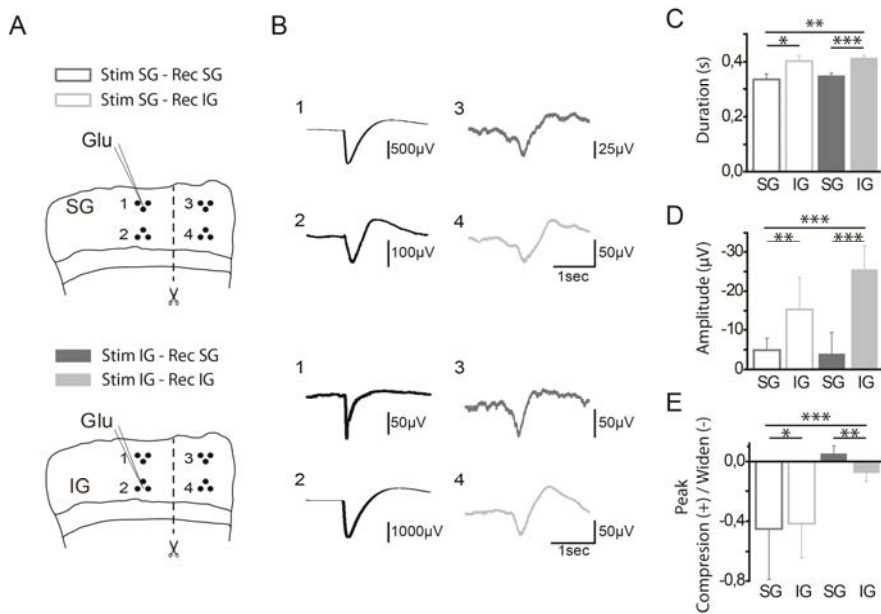 A
Stim SG - Rec SG
Stim SG - Rec IG
Glu
SG
1
3
2
4
Stim IG - Rec SG
Stim IG - Rec IG
Glu
1
3
IG
2
4
B
1
500µV
3
25µV
2
100µV
4
50µV
1sec
1
50µV
3
50µV
2
1000µV
4
50µV
1sec
C
**
*
***
0,4
0,2
0,0
Duration (s)
SG IG SG IG
D
***
**
***
-30
-20
-10
0
Amplitude (µV)
SG IG SG IG
E
***
*
**
0,0
-0,4
-0,8
Peak
Compresion (+) / Widen (-)
SG IG SG IG